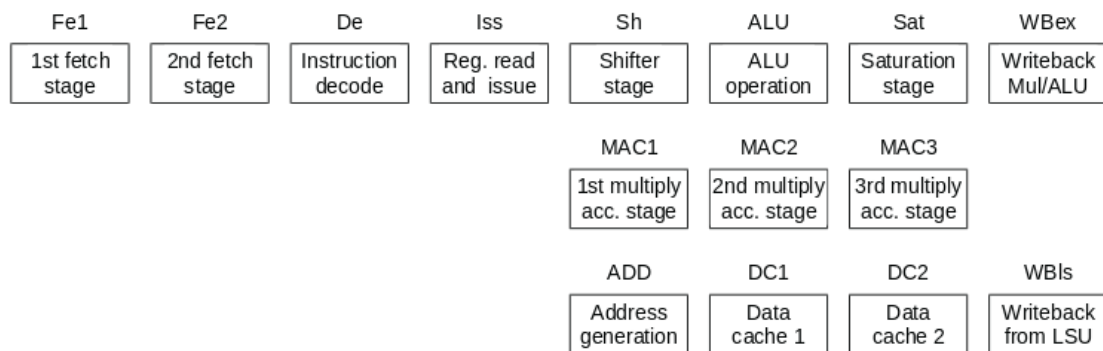 Fe1 Fe2 De Iss Sh ALU Sat WBex
1st fetch 2nd fetch Instruction Reg. read Shifter ALU Saturation Writeback
stage stage decode and issue stage operation stage Mul/ALU
MAC1 MAC2 MAC3
1st multiply 2nd multiply 3rd multiply
acc. stage acc. stage acc. stage
ADD DC1 DC2 WBls
Address Data Data Writeback
generation cache 1 cache 2 from LSU